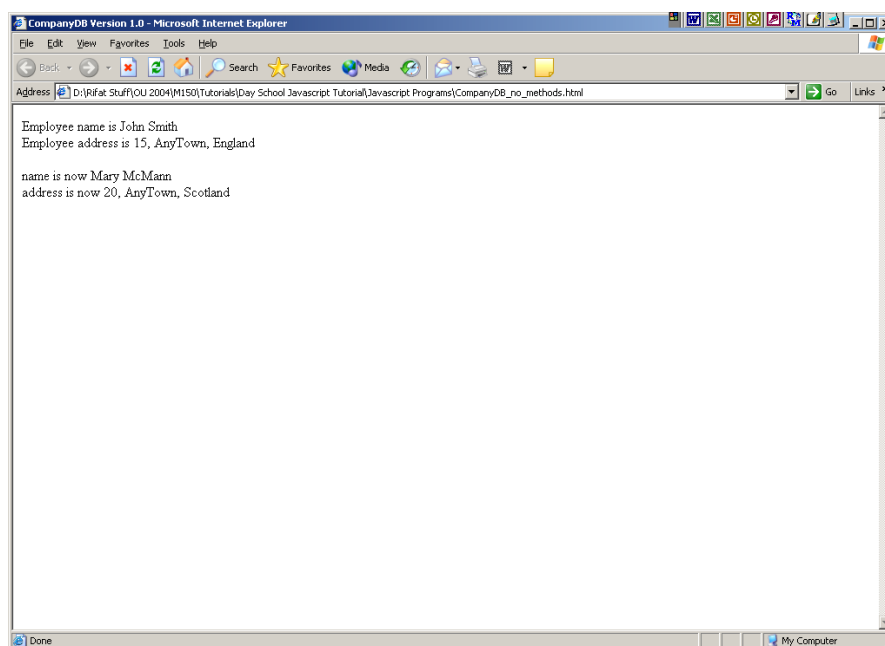 CompanyDB Version 1.0 - Microsoft Internet Explorer
File Edit View Favorites Tools Help
Back Search Favorites Media
Address D:\Rifat Stuff\OU 2004\M150\Tutorials\Day School Javascript Tutorial\Javascript Programs\CompanyDB_no_methods.html Go Links
Employee name is John Smith
Employee address is 15, AnyTown, England
name is now Mary McMann
address is now 20, AnyTown, Scotland
Done My Computer